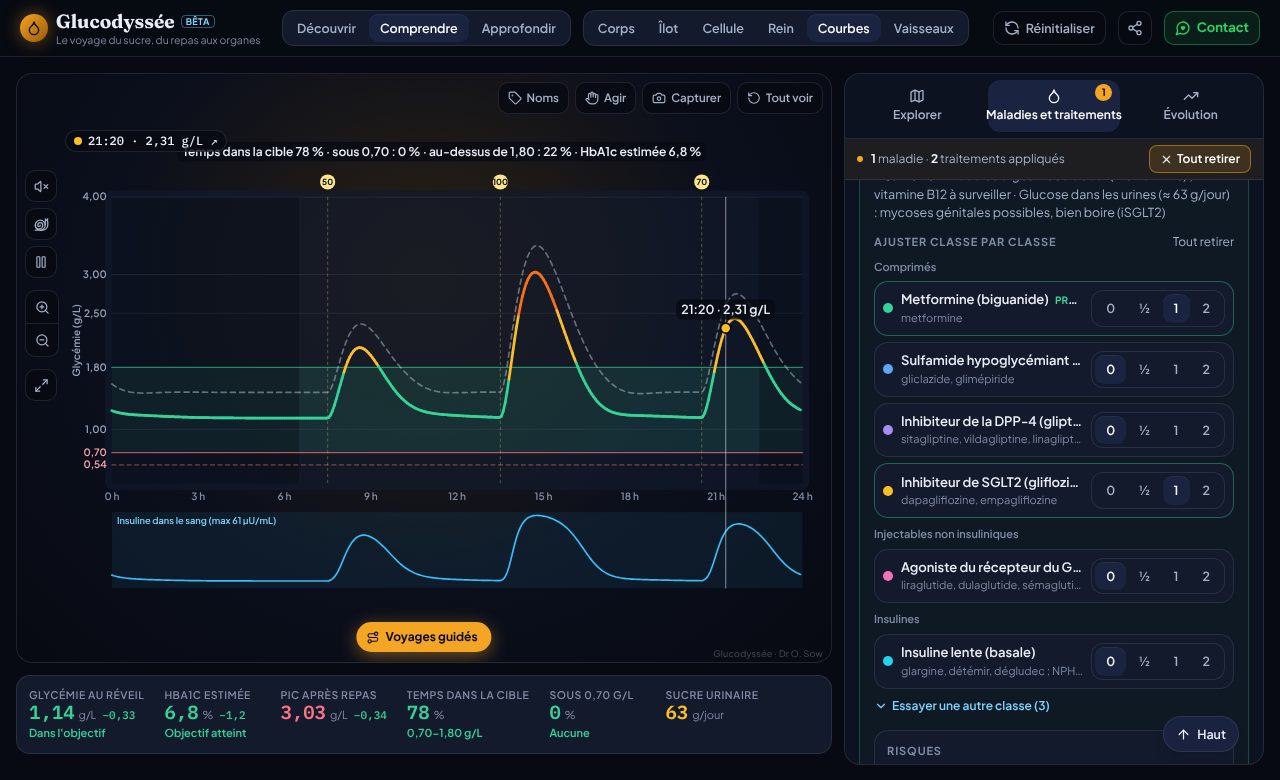 Glucodyssée BÊTA
Le voyage du sucre, du repas aux organes
Découvrir Comprendre Approfondir
Corps Îlot Cellule Rein Courbes Vaisseaux
Réinitialiser
Contact
Noms Agir Capturer Tout voir
21:20 · 2,31 g/L ↗
Temps dans la cible 78 % · sous 0,70 : 0 % · au-dessus de 1,80 : 22 % · HbA1c estimée 6,8 %
50 100 70
4,00
3,00
2,50
1,80
1,00
0,70
0,54
Glycémie (g/L)
21:20 · 2,31 g/L
0 h 3 h 6 h 9 h 12 h 15 h 18 h 21 h 24 h
Insuline dans le sang (max 61 µU/mL)
Voyages guidés
Glucodyssée · Dr O. Sow
GLYCÉMIE AU RÉVEIL
1,14 g/L −0,33
Dans l'objectif
HBA1C ESTIMÉE
6,8 % −1,2
Objectif atteint
PIC APRÈS REPAS
3,03 g/L −0,34
TEMPS DANS LA CIBLE
78 %
0,70–1,80 g/L
SOUS 0,70 G/L
0 %
Aucune
SUCRE URINAIRE
63 g/jour
Explorer
Maladies et traitements 1
Évolution
1 maladie · 2 traitements appliqués
Tout retirer
vitamine B12 à surveiller · Glucose dans les urines (≈ 63 g/jour)
: mycoses génitales possibles, bien boire (iSGLT2)
AJUSTER CLASSE PAR CLASSE Tout retirer
Comprimés
Metformine (biguanide) PR…
metformine
0 ½ 1 2
Sulfamide hypoglycémiant …
gliclazide, glimépiride
0 ½ 1 2
Inhibiteur de la DPP-4 (glipt…
sitagliptine, vildagliptine, linaglipt…
0 ½ 1 2
Inhibiteur de SGLT2 (gliflozi…
dapagliflozine, empagliflozine
0 ½ 1 2
Injectables non insuliniques
Agoniste du récepteur du G…
liraglutide, dulaglutide, sémagluti…
0 ½ 1 2
Insulines
Insuline lente (basale)
glargine, détémir, dégludec ; NPH…
0 ½ 1 2
Essayer une autre classe (3)
Haut
RISQUES